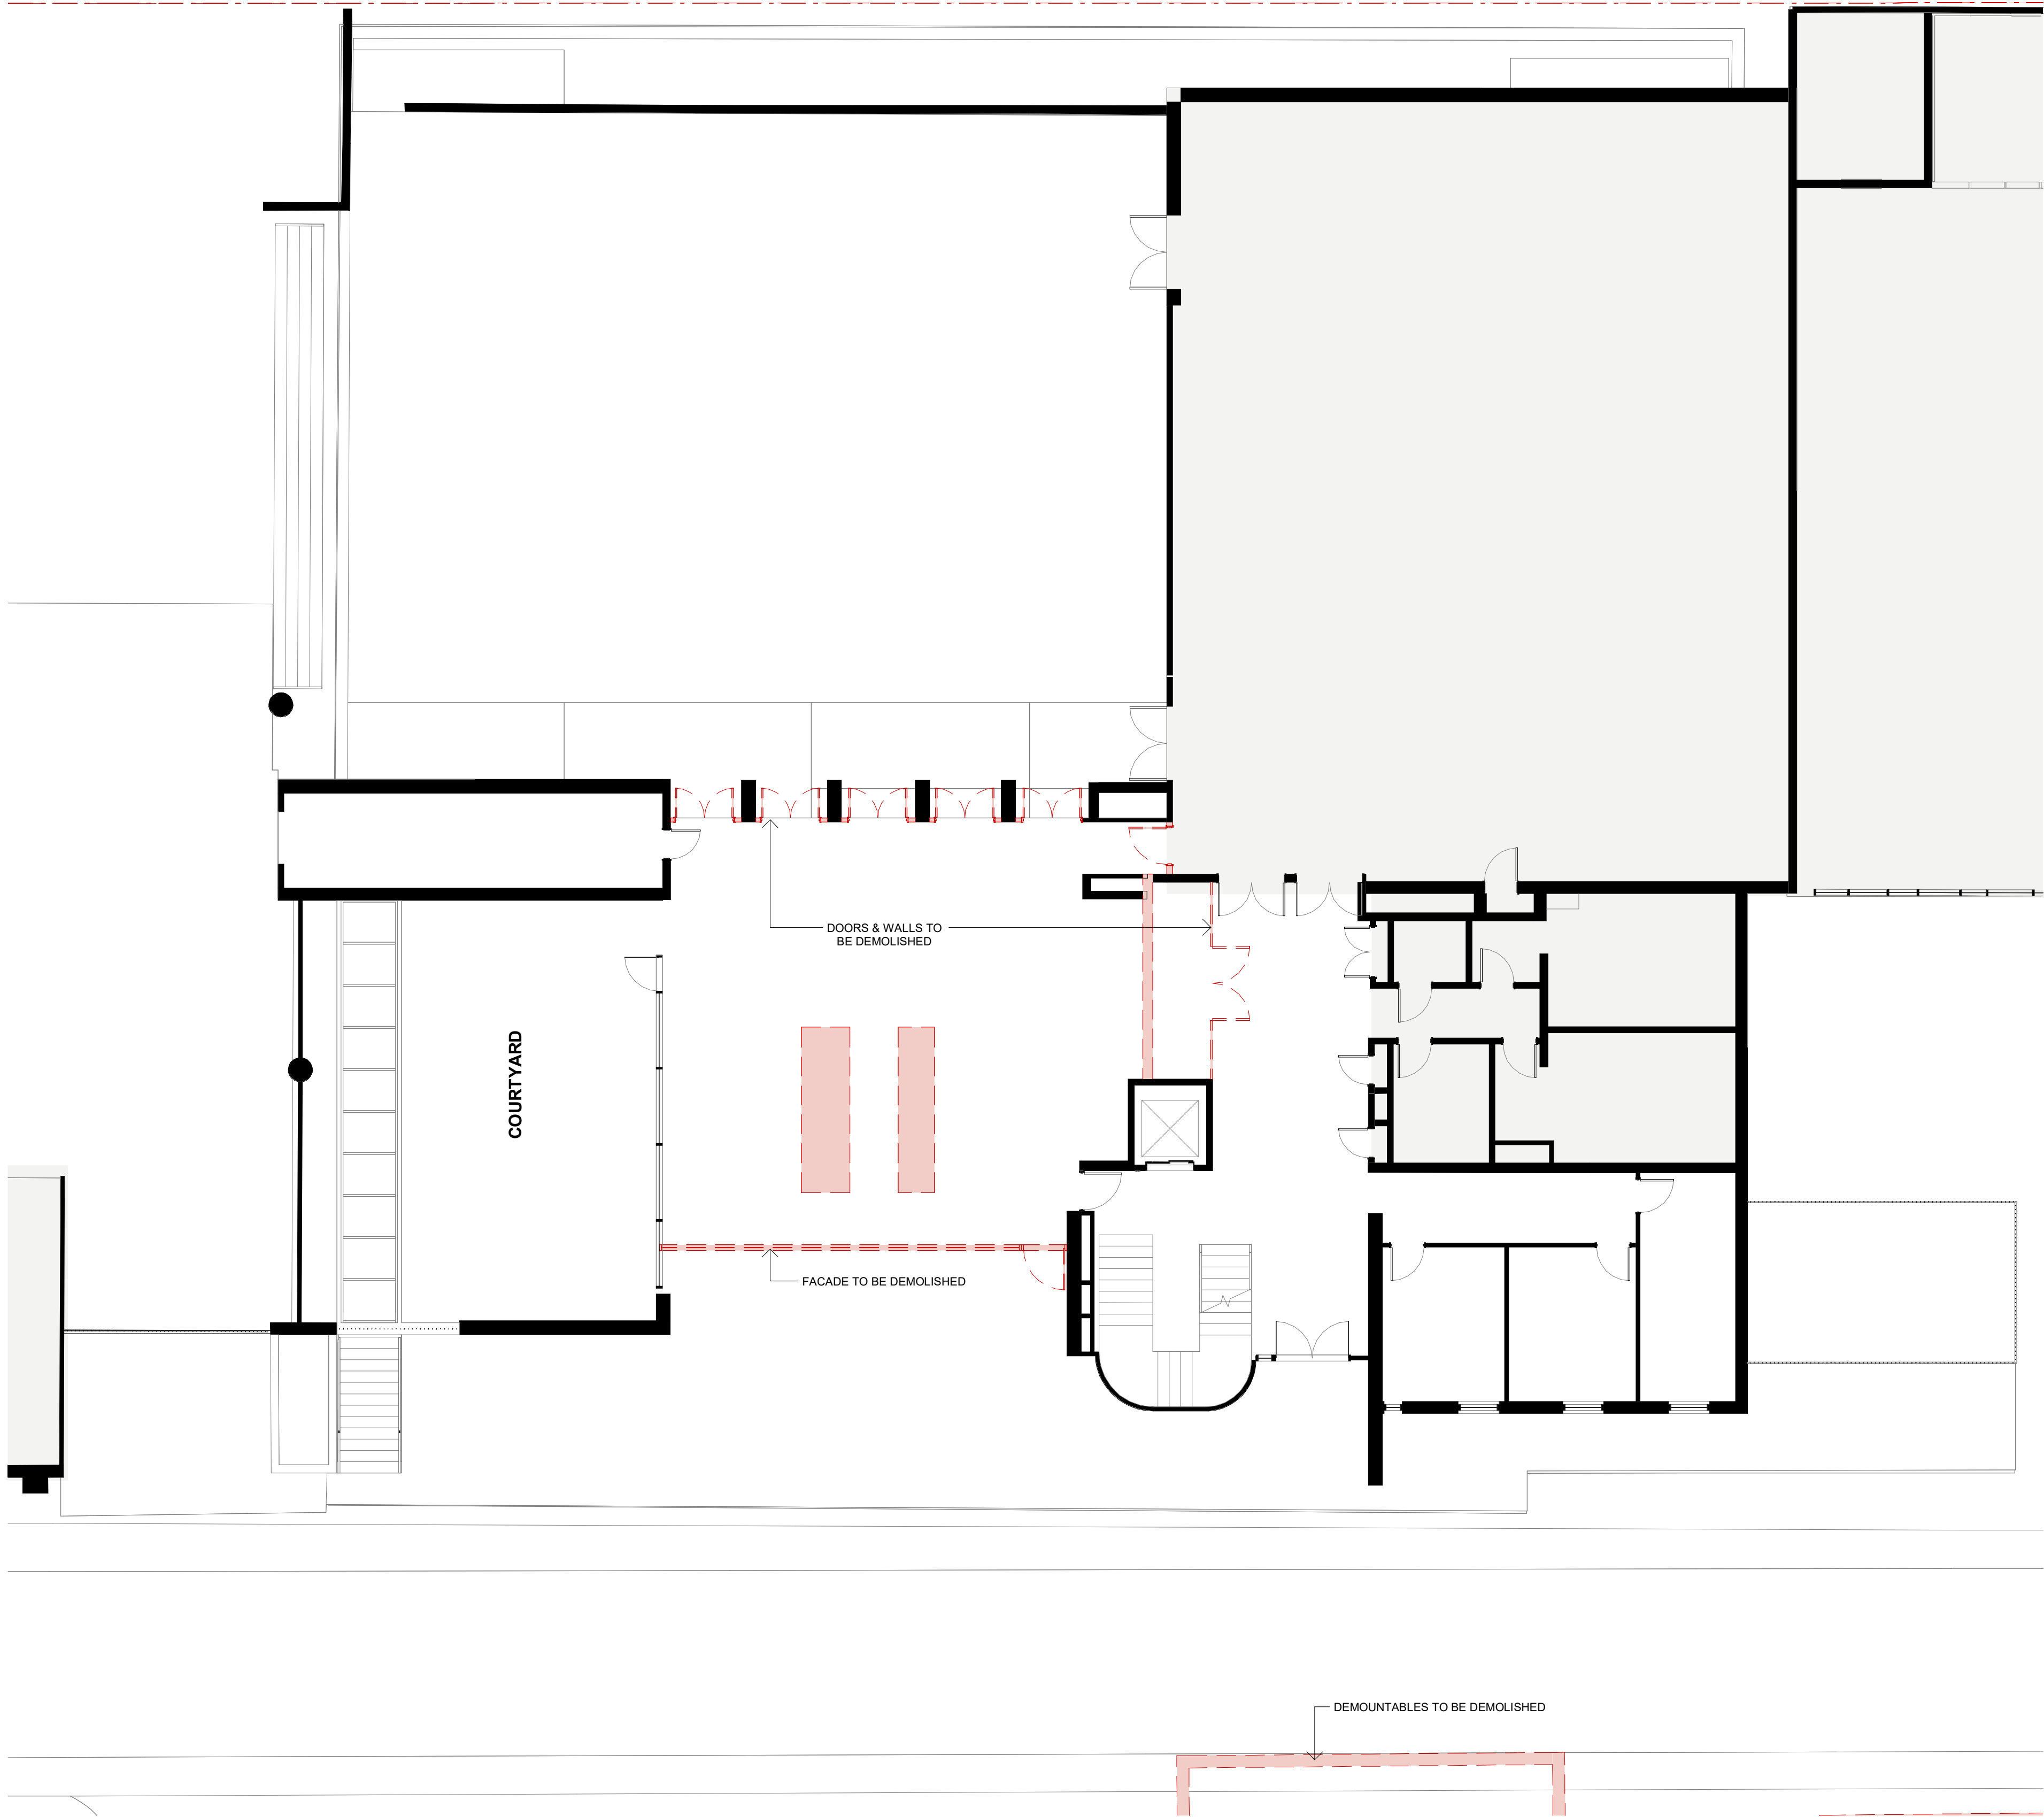 DOORS & WALLS TO
BE DEMOLISHED
COURTYARD
FACADE TO BE DEMOLISHED
DEMOUNTABLES TO BE DEMOLISHED